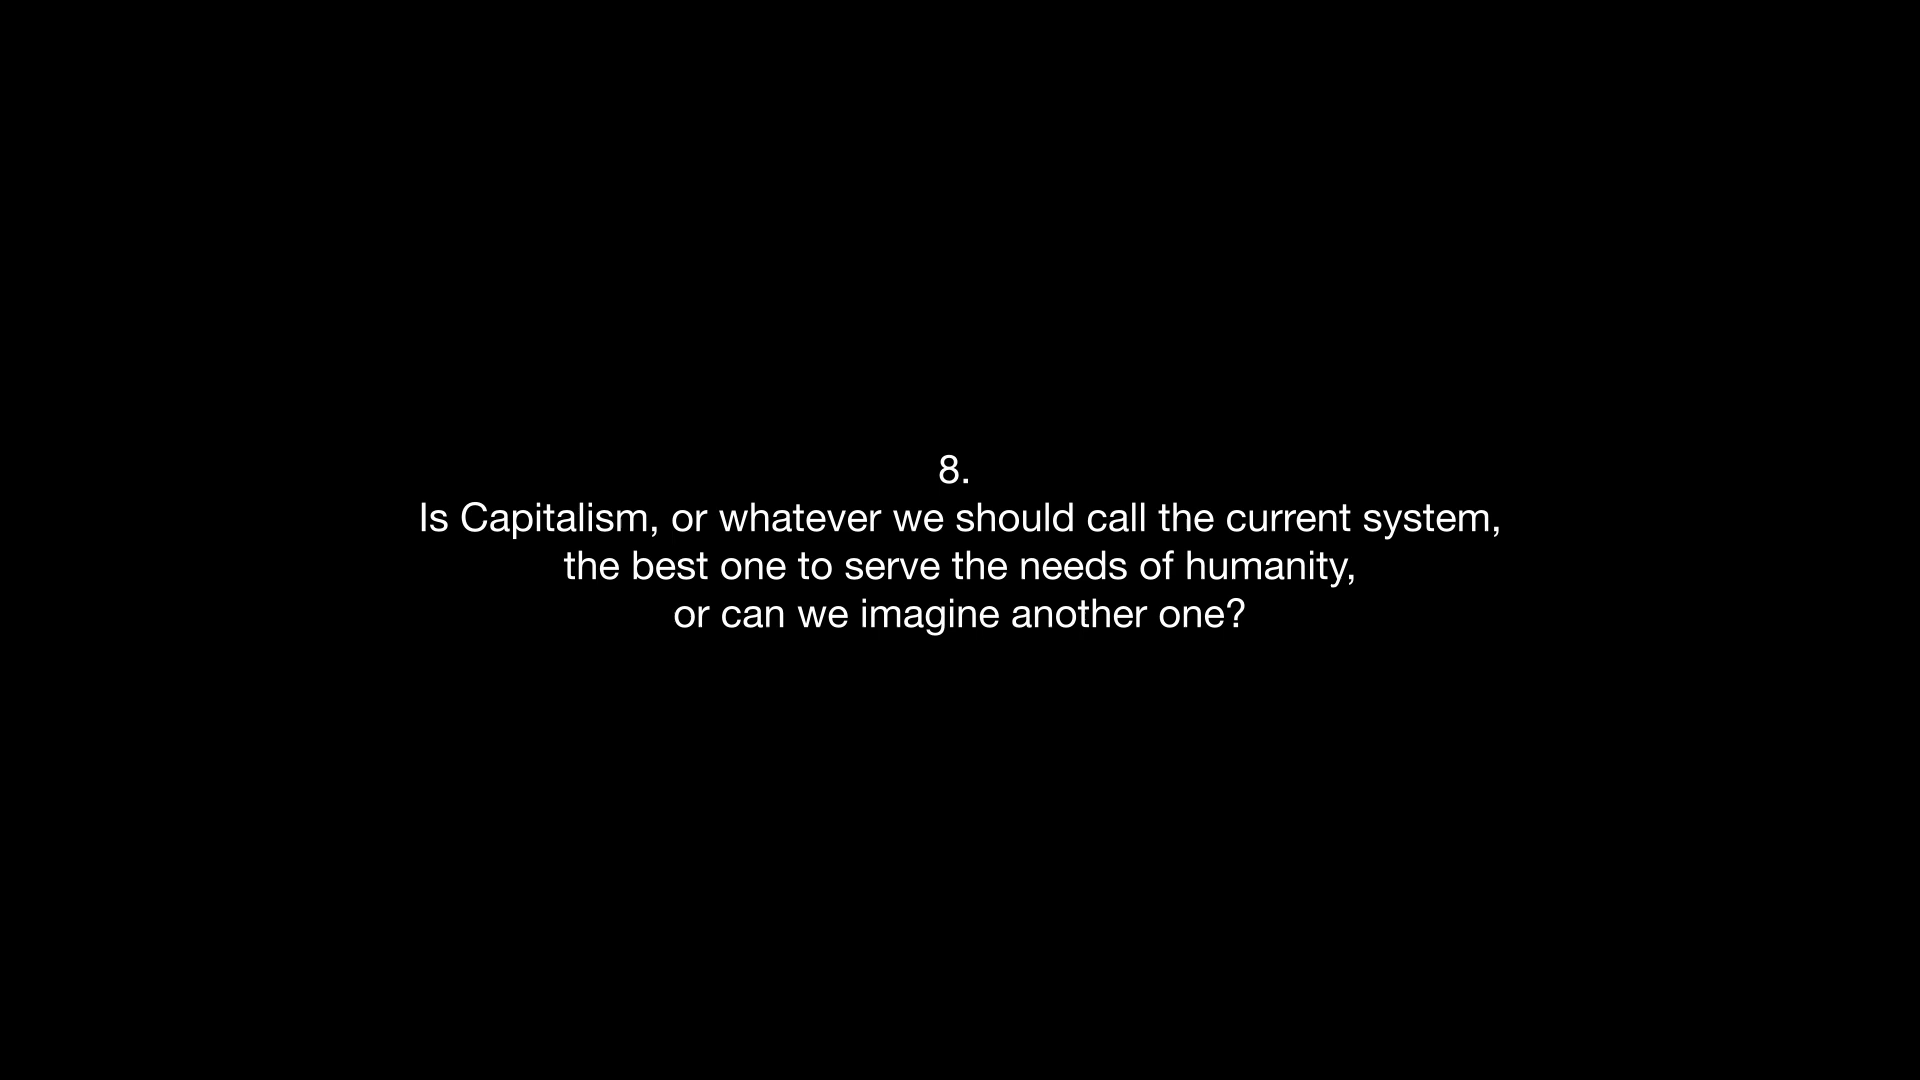 8.
Is Capitalism, or whatever we should call the current system,
the best one to serve the needs of humanity,
or can we imagine another one?